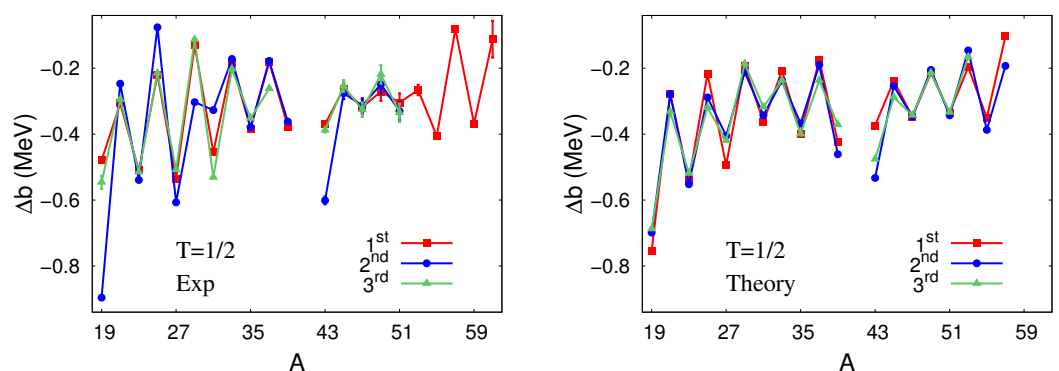 −0.2
−0.4
−0.6
−0.8
Δb (MeV)
T=1/2
Exp
1st
2nd
3rd
19 27 35 43 51 59
A
−0.2
−0.4
−0.6
−0.8
Δb (MeV)
T=1/2
Theory
1st
2nd
3rd
19 27 35 43 51 59
A